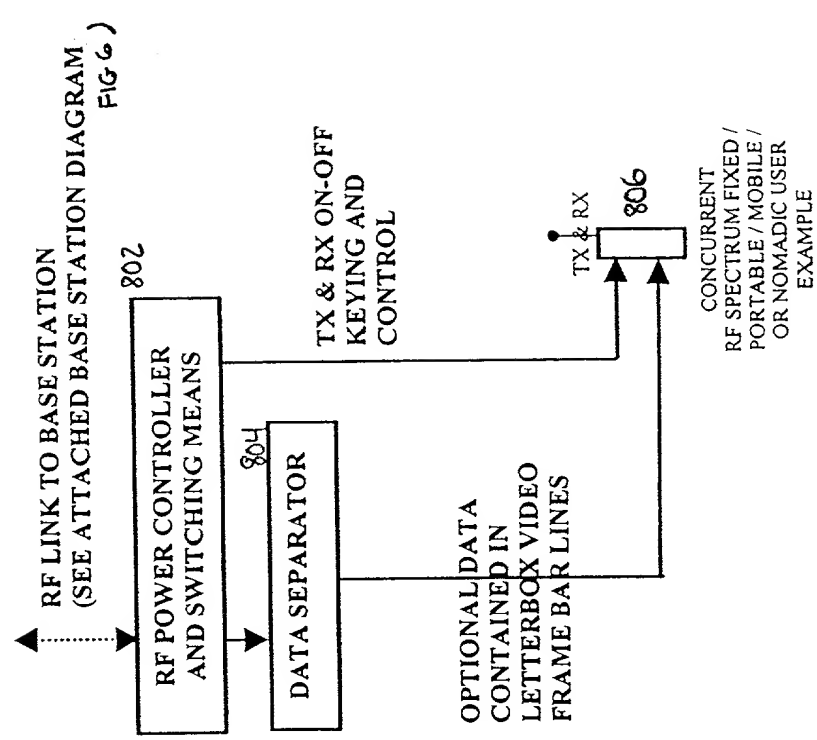 RF LINK TO BASE STATION
(SEE ATTACHED BASE STATION DIAGRAM
FIG 6)
802
RF POWER CONTROLLER
AND SWITCHING MEANS
804
DATA SEPARATOR
TX & RX ON-OFF
KEYING AND
CONTROL
OPTIONAL DATA
CONTAINED IN
LETTERBOX VIDEO
FRAME BAR LINES
TX & RX
806
CONCURRENT
RF SPECTRUM FIXED /
PORTABLE / MOBILE /
OR NOMADIC USER
EXAMPLE